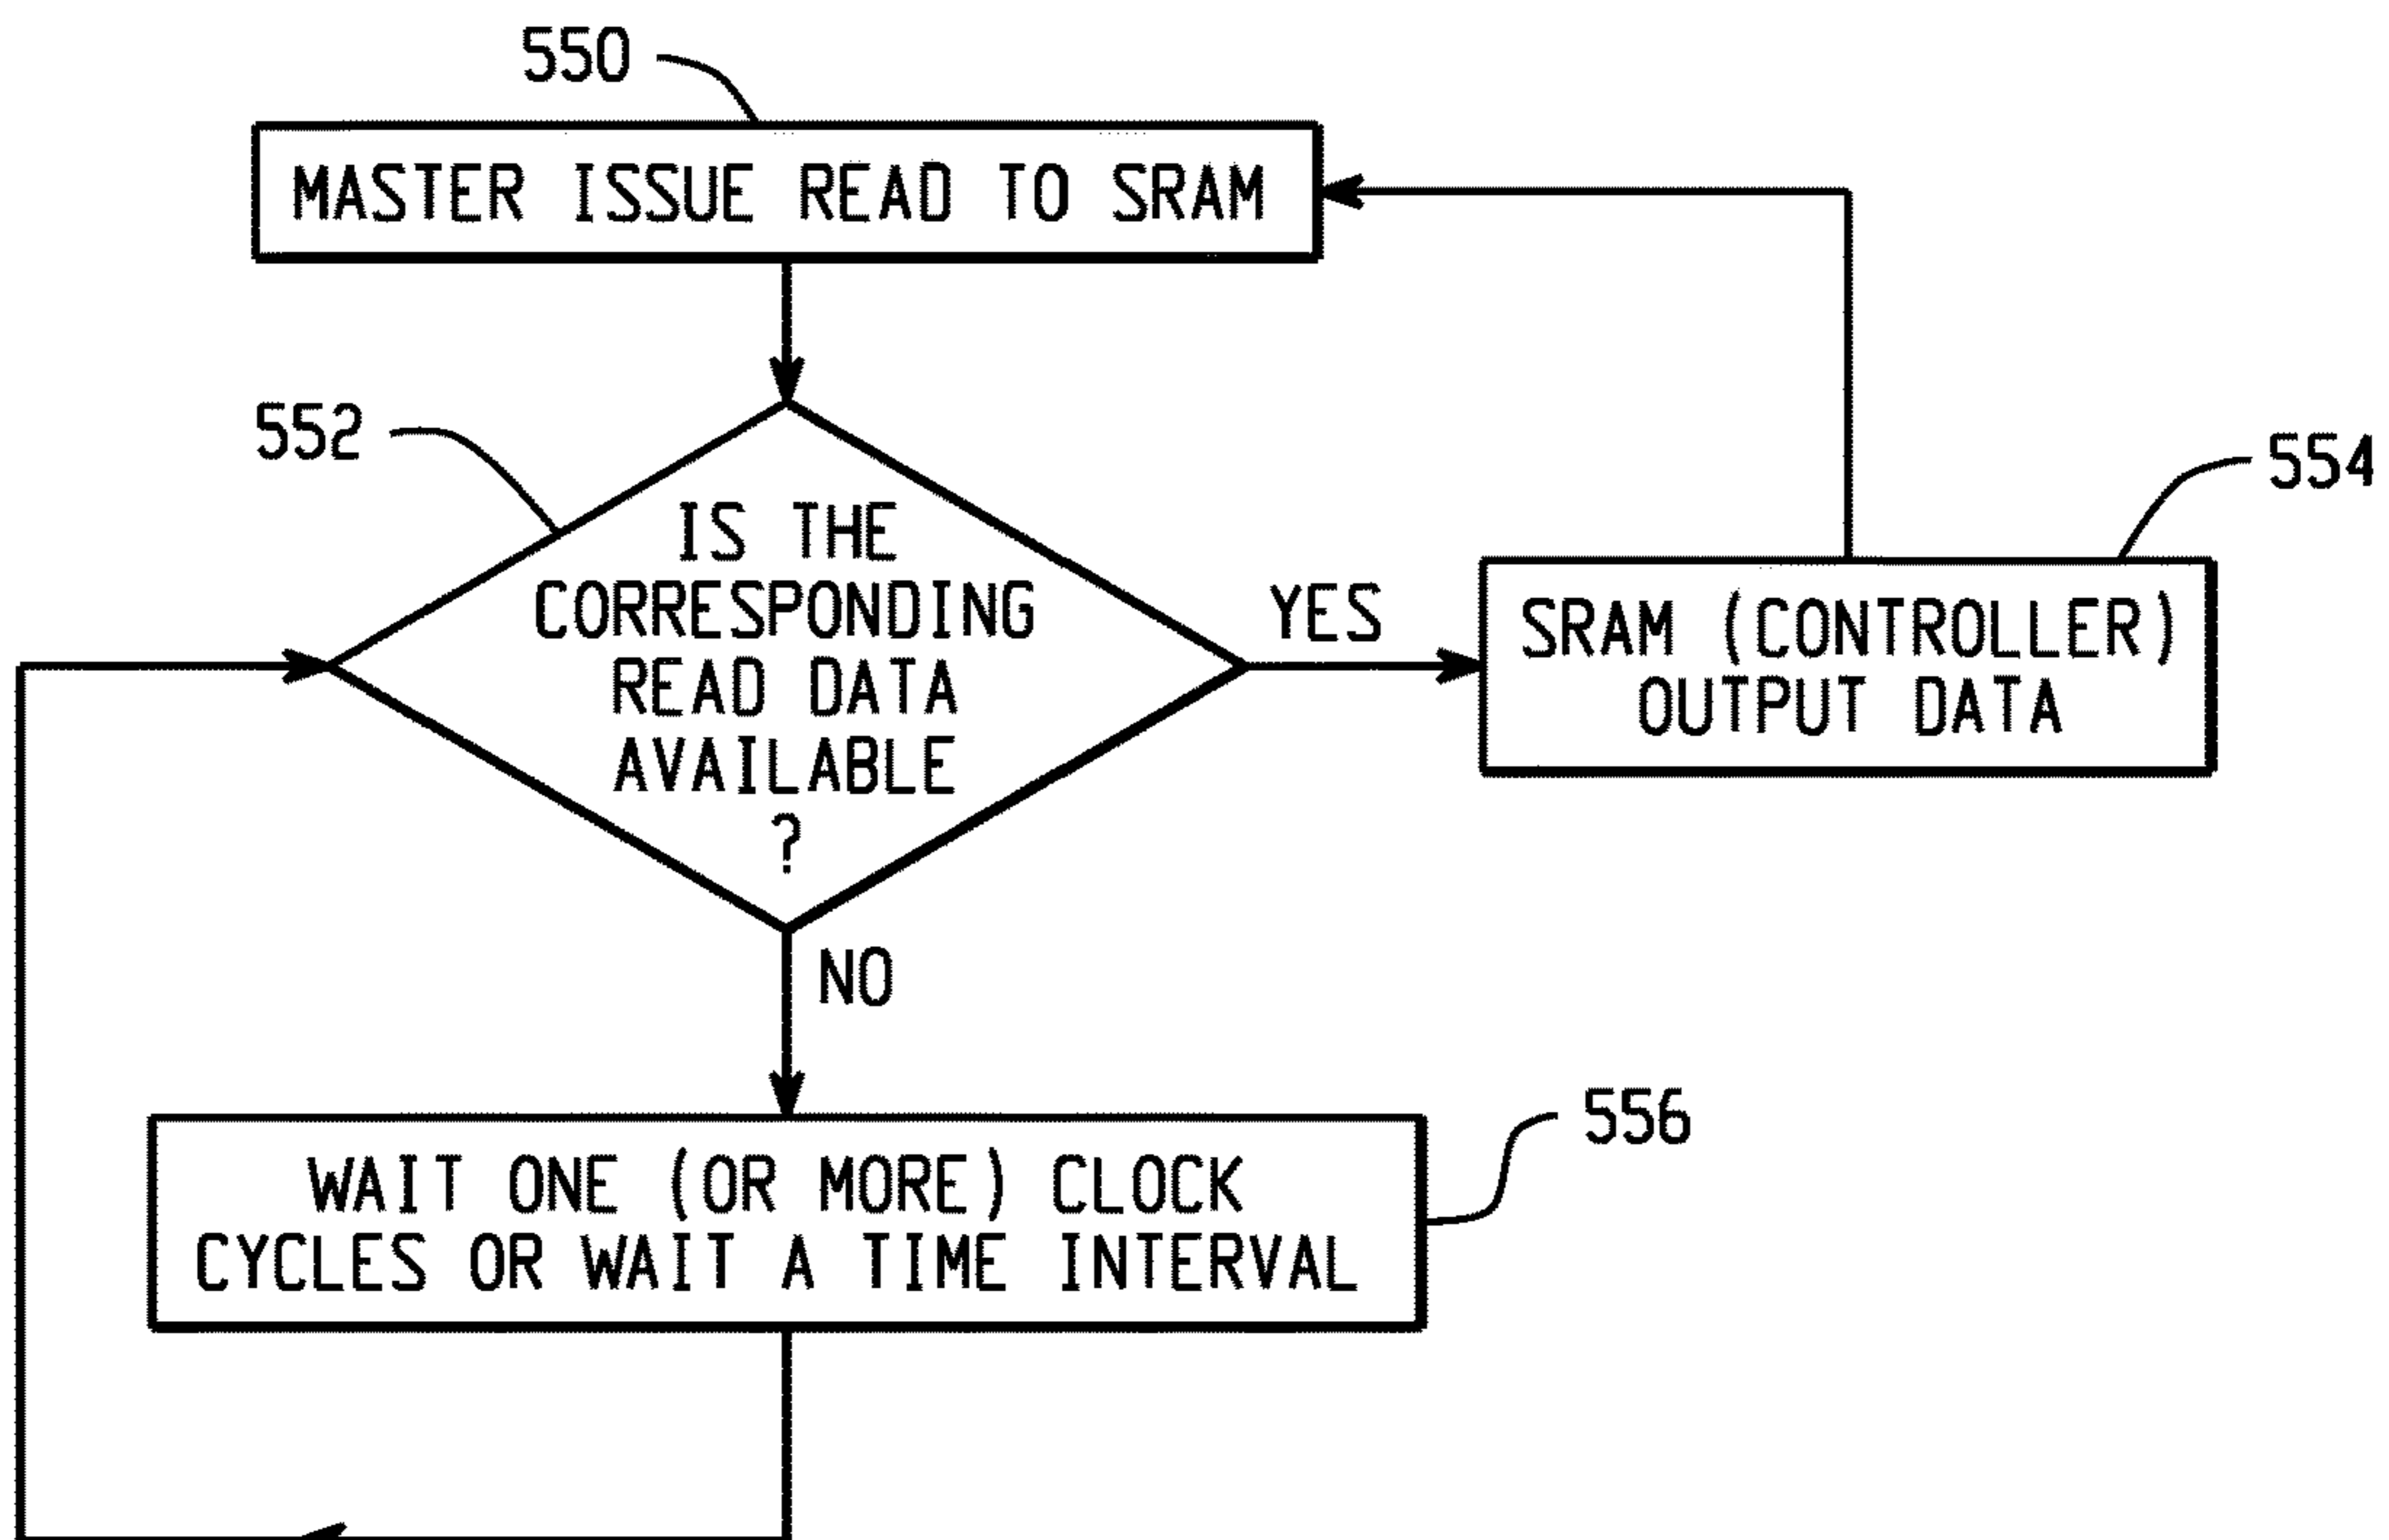 550
MASTER ISSUE READ TO SRAM
552
IS THE
CORRESPONDING
READ DATA
AVAILABLE
?
YES
554
SRAM (CONTROLLER)
OUTPUT DATA
NO
556
WAIT ONE (OR MORE) CLOCK
CYCLES OR WAIT A TIME INTERVAL